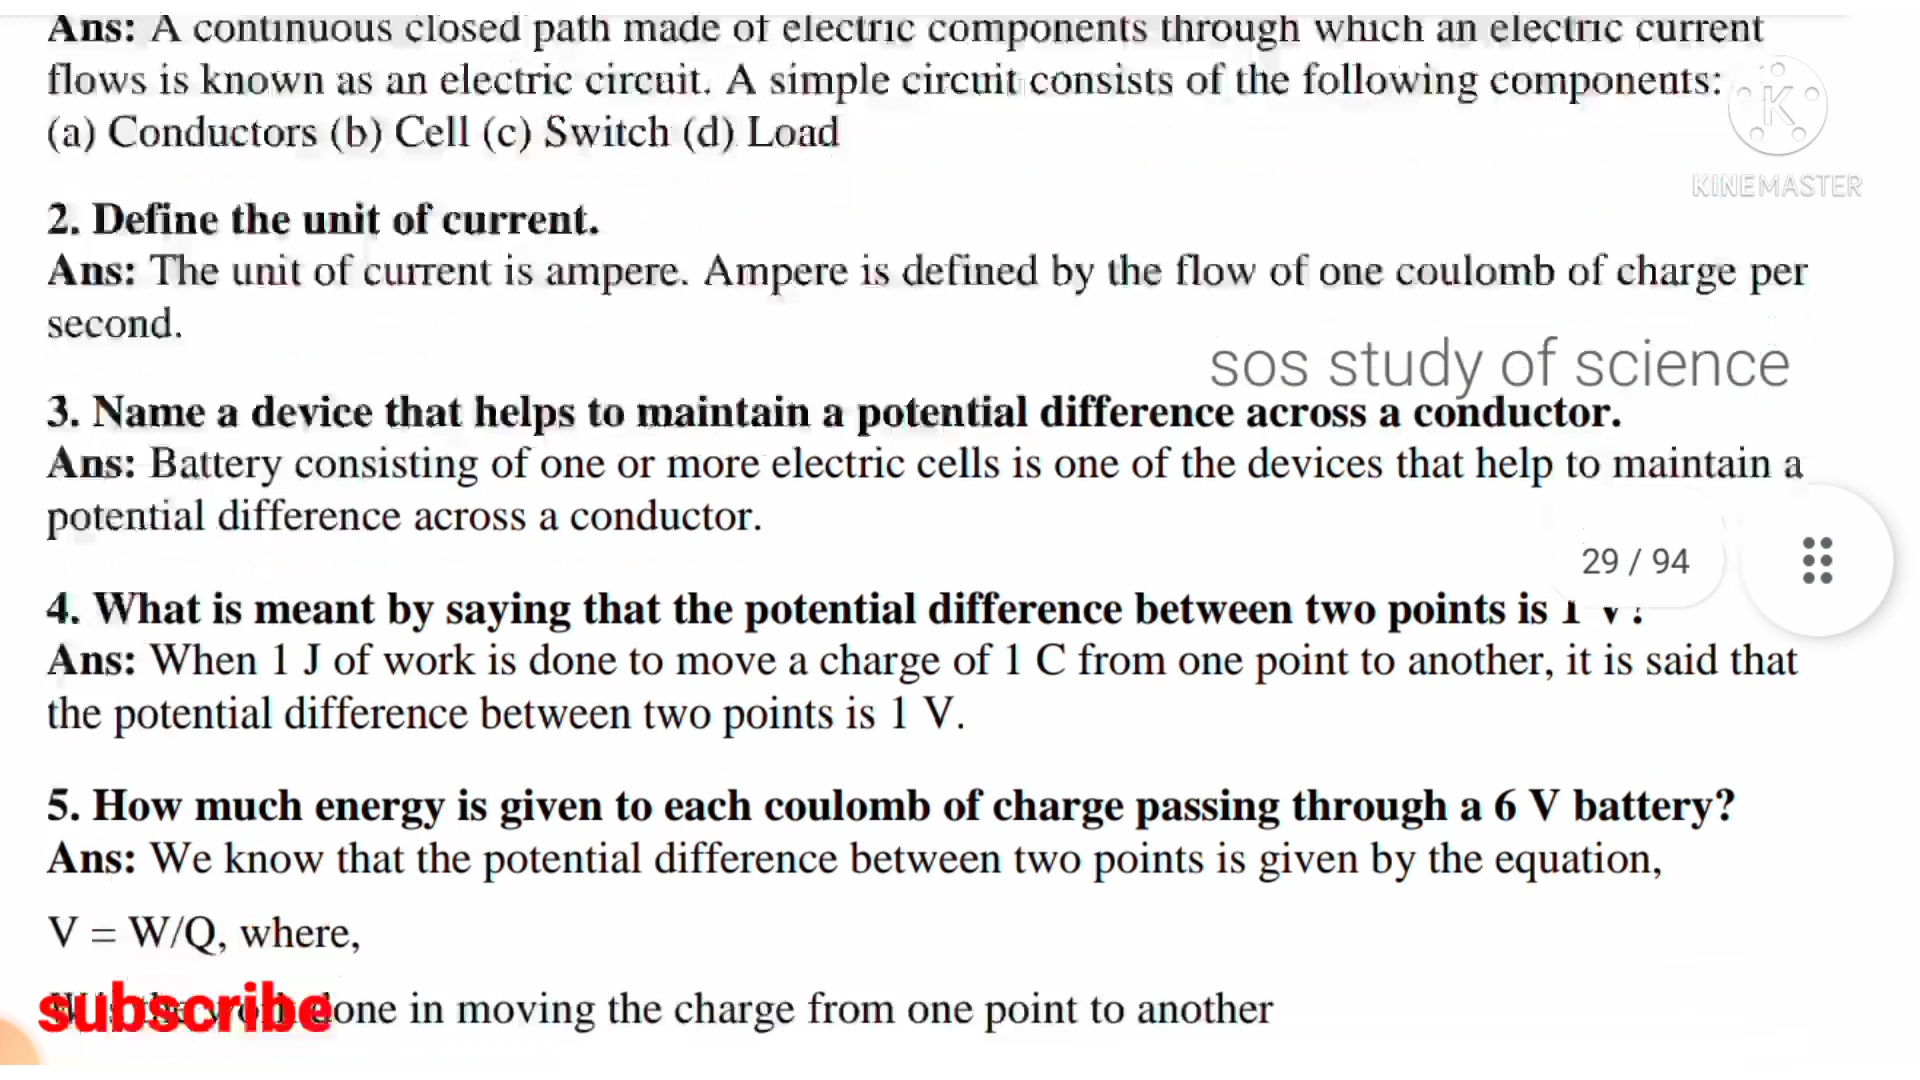 Ans: A continuous closed path made of electric components through which an electric current
flows is known as an electric circuit. A simple circuit consists of the following components:
(a) Conductors (b) Cell (c) Switch (d) Load
K
KINEMASTER
2. Define the unit of current.
Ans: The unit of current is ampere. Ampere is defined by the flow of one coulomb of charge per
second.
sos study of science
3. Name a device that helps to maintain a potential difference across a conductor.
Ans: Battery consisting of one or more electric cells is one of the devices that help to maintain a
potential difference across a conductor.
29 / 94
4. What is meant by saying that the potential difference between two points is 1 V?
Ans: When 1 J of work is done to move a charge of 1 C from one point to another, it is said that
the potential difference between two points is 1 V.
5. How much energy is given to each coulomb of charge passing through a 6 V battery?
Ans: We know that the potential difference between two points is given by the equation,
V = W/Q, where,
subscribe
done in moving the charge from one point to another